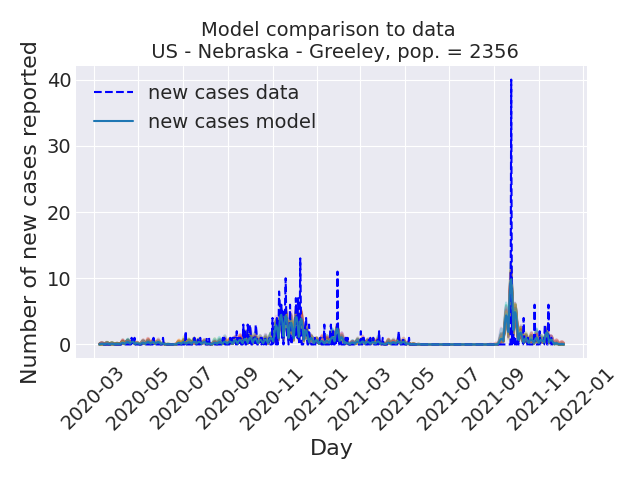 Model comparison to data
US - Nebraska - Greeley, pop. = 2356
Number of new cases reported
40
30
20
10
0
new cases data
new cases model
2020-03
2020-05
2020-07
2020-09
2020-11
2021-01
2021-03
2021-05
2021-07
2021-09
2021-11
2022-01
Day